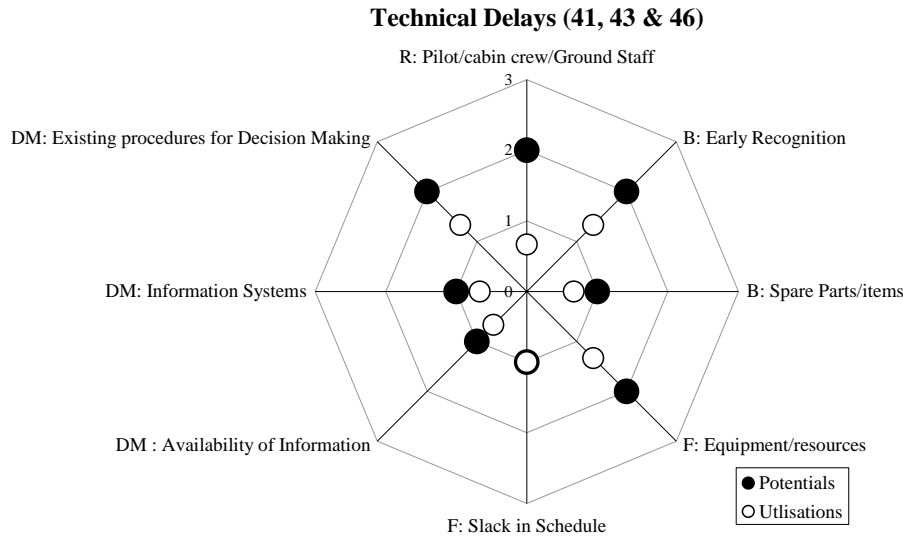 Technical Delays (41, 43 & 46)
R: Pilot/cabin crew/Ground Staff
3
DM: Existing procedures for Decision Making
B: Early Recognition
2
1
DM: Information Systems
0
B: Spare Parts/items
DM : Availability of Information
F: Equipment/resources
F: Slack in Schedule
Potentials
Utlisations